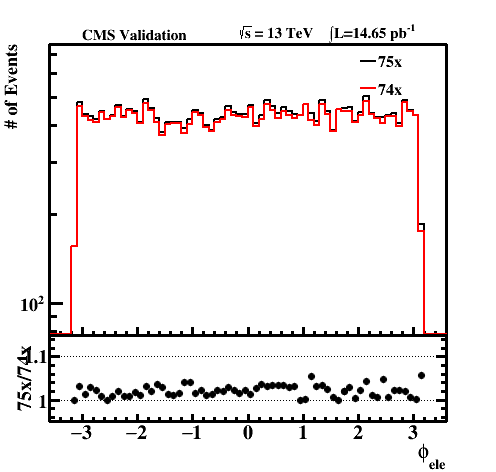 CMS Validation √s = 13 TeV ∫L=14.65 pb⁻¹
75x
74x
# of Events
10²
75x/74x
1.1
1
−3 −2 −1 0 1 2 3
ϕele